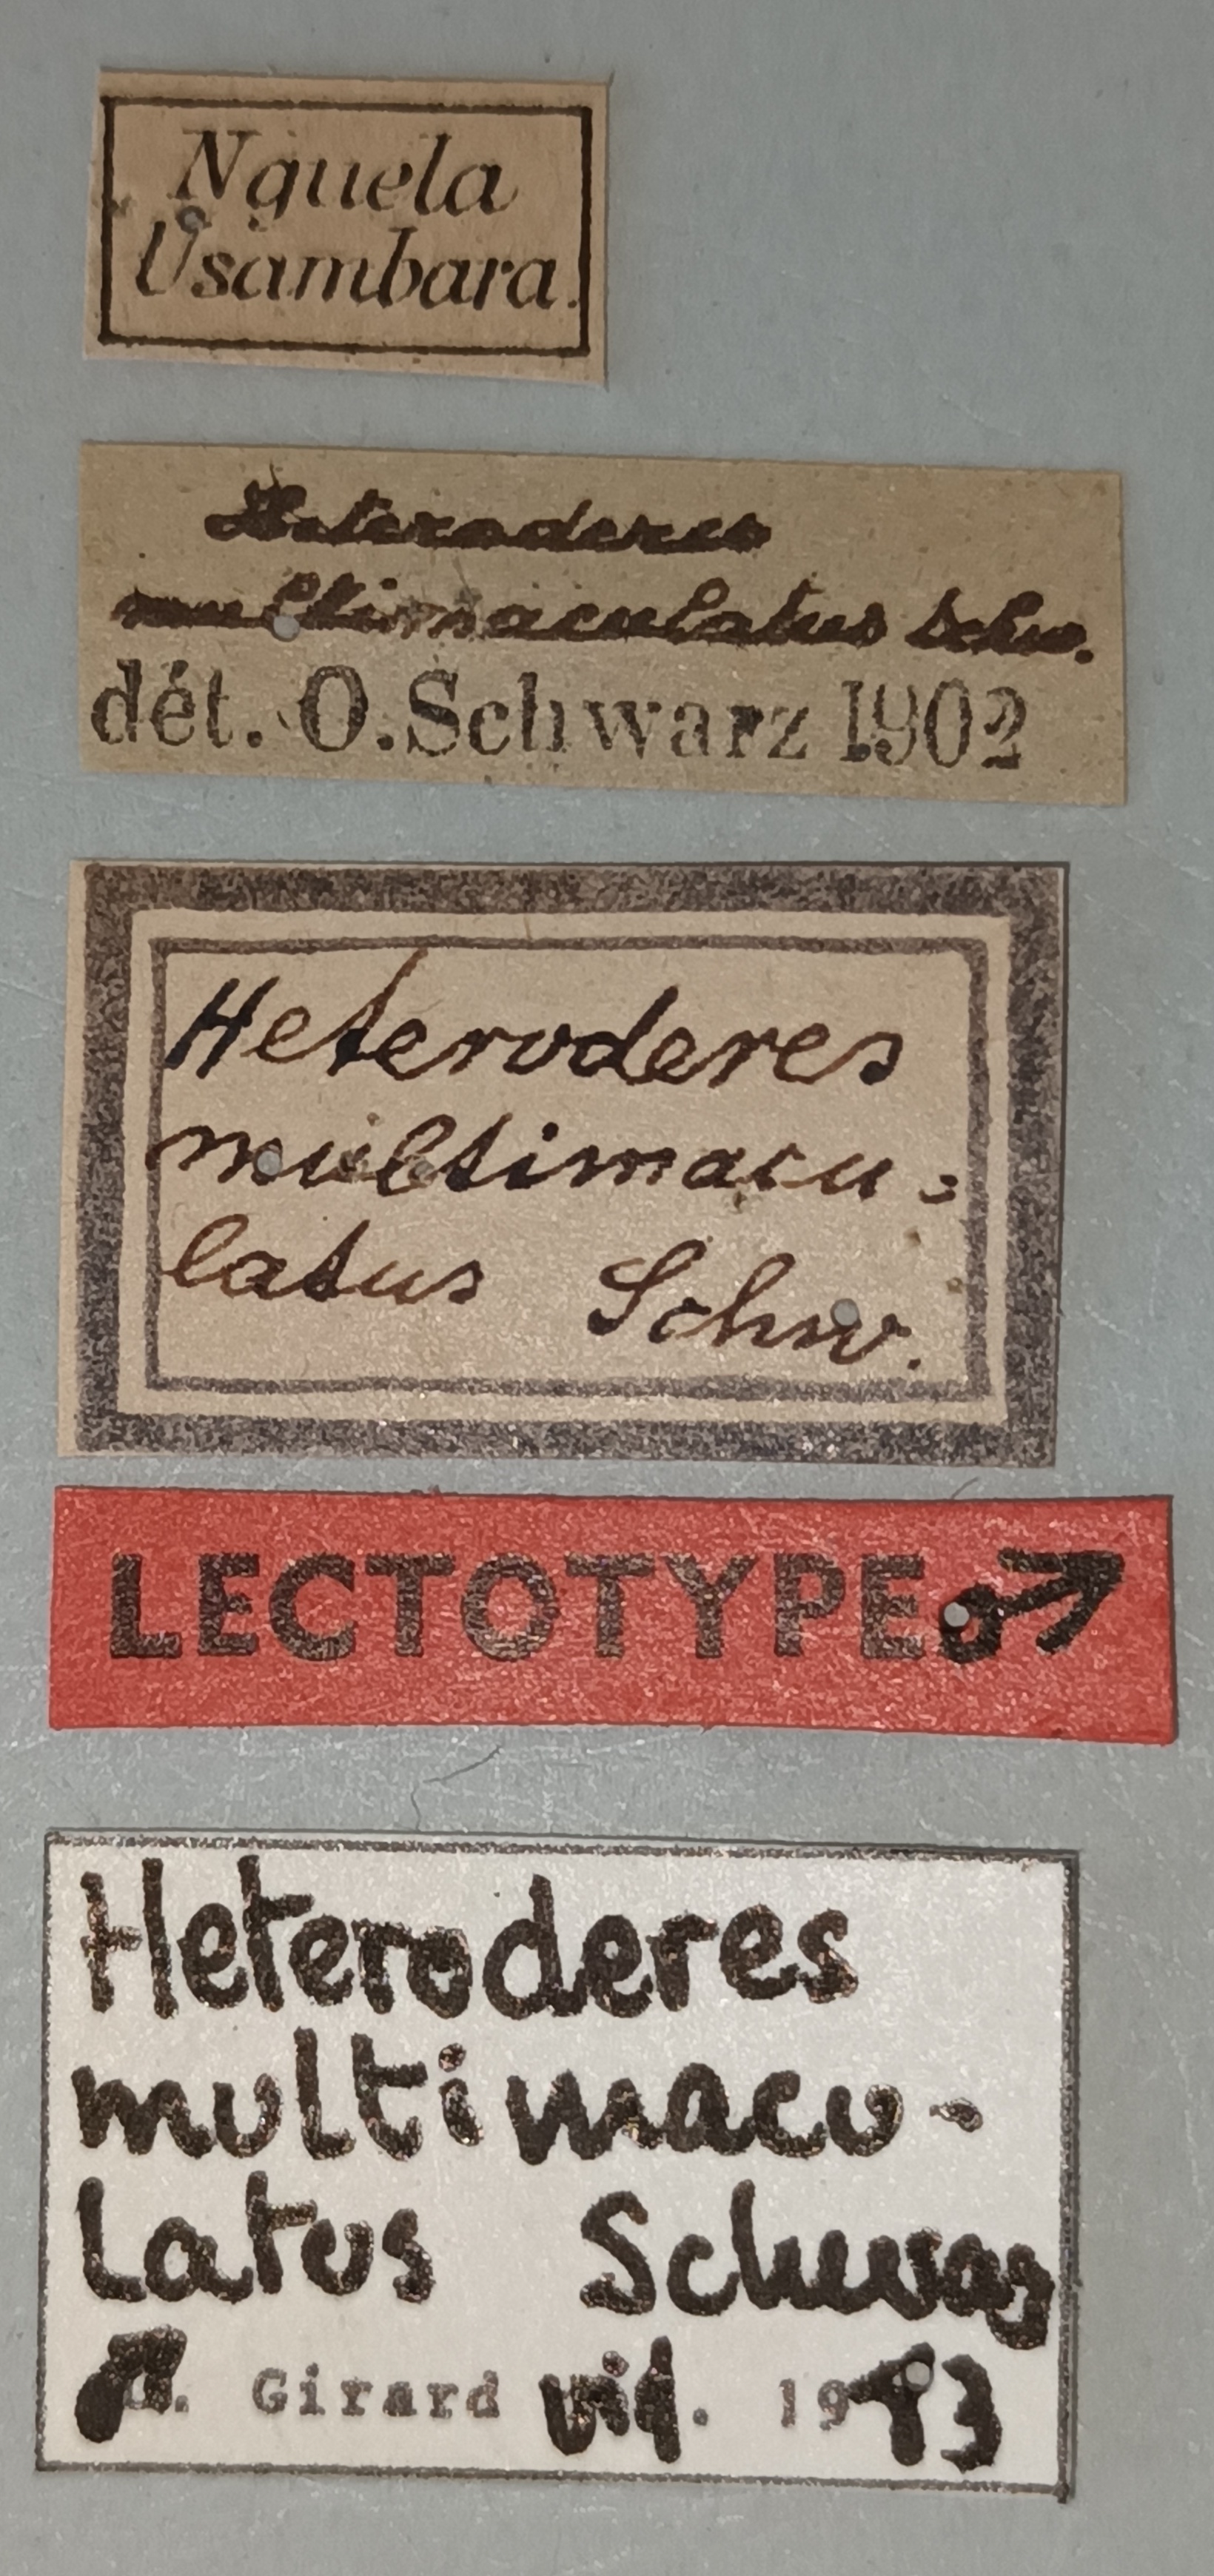 Nguela
Usambara.
Heteroderes
multimaculatus Schw.
dét. O. Schwarz 1902
Heteroderes
multimacu-
latus Schw.
LECTOTYPE ♂
Heteroderes
multimacu-
latus Schwarz
Girard vid. 1973